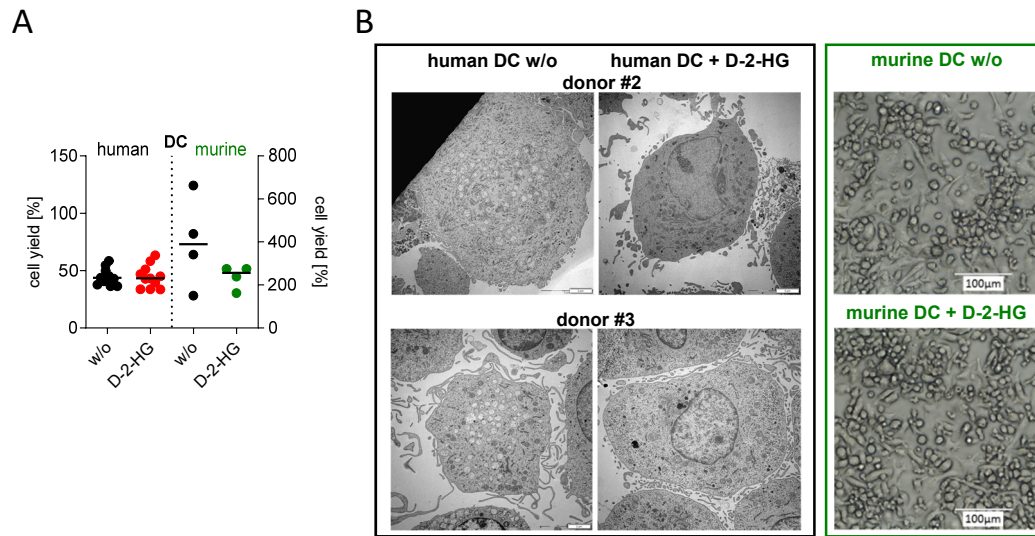 A
human DC murine
cell yield [%]
150
100
50
0
800
600
400
200
0
cell yield [%]
w/o
D-2-HG
w/o
D-2-HG
B
human DC w/o human DC + D-2-HG
donor #2
donor #3
murine DC w/o
100µm
murine DC + D-2-HG
100µm